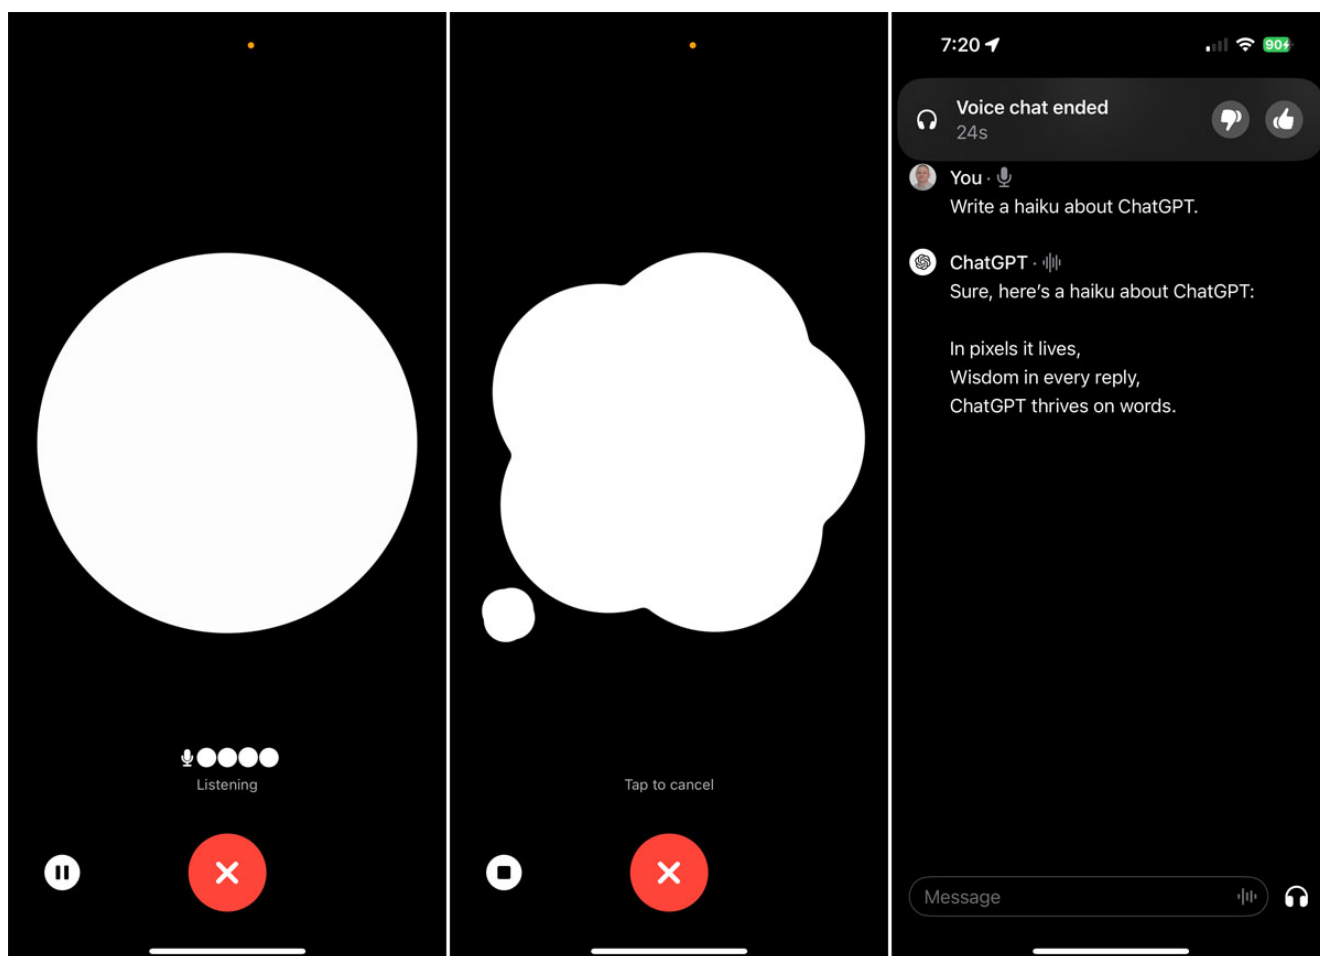 Listening
Tap to cancel
7:20
90
Voice chat ended
24s
You ·
Write a haiku about ChatGPT.
ChatGPT ·
Sure, here's a haiku about ChatGPT:
In pixels it lives,
Wisdom in every reply,
ChatGPT thrives on words.
Message